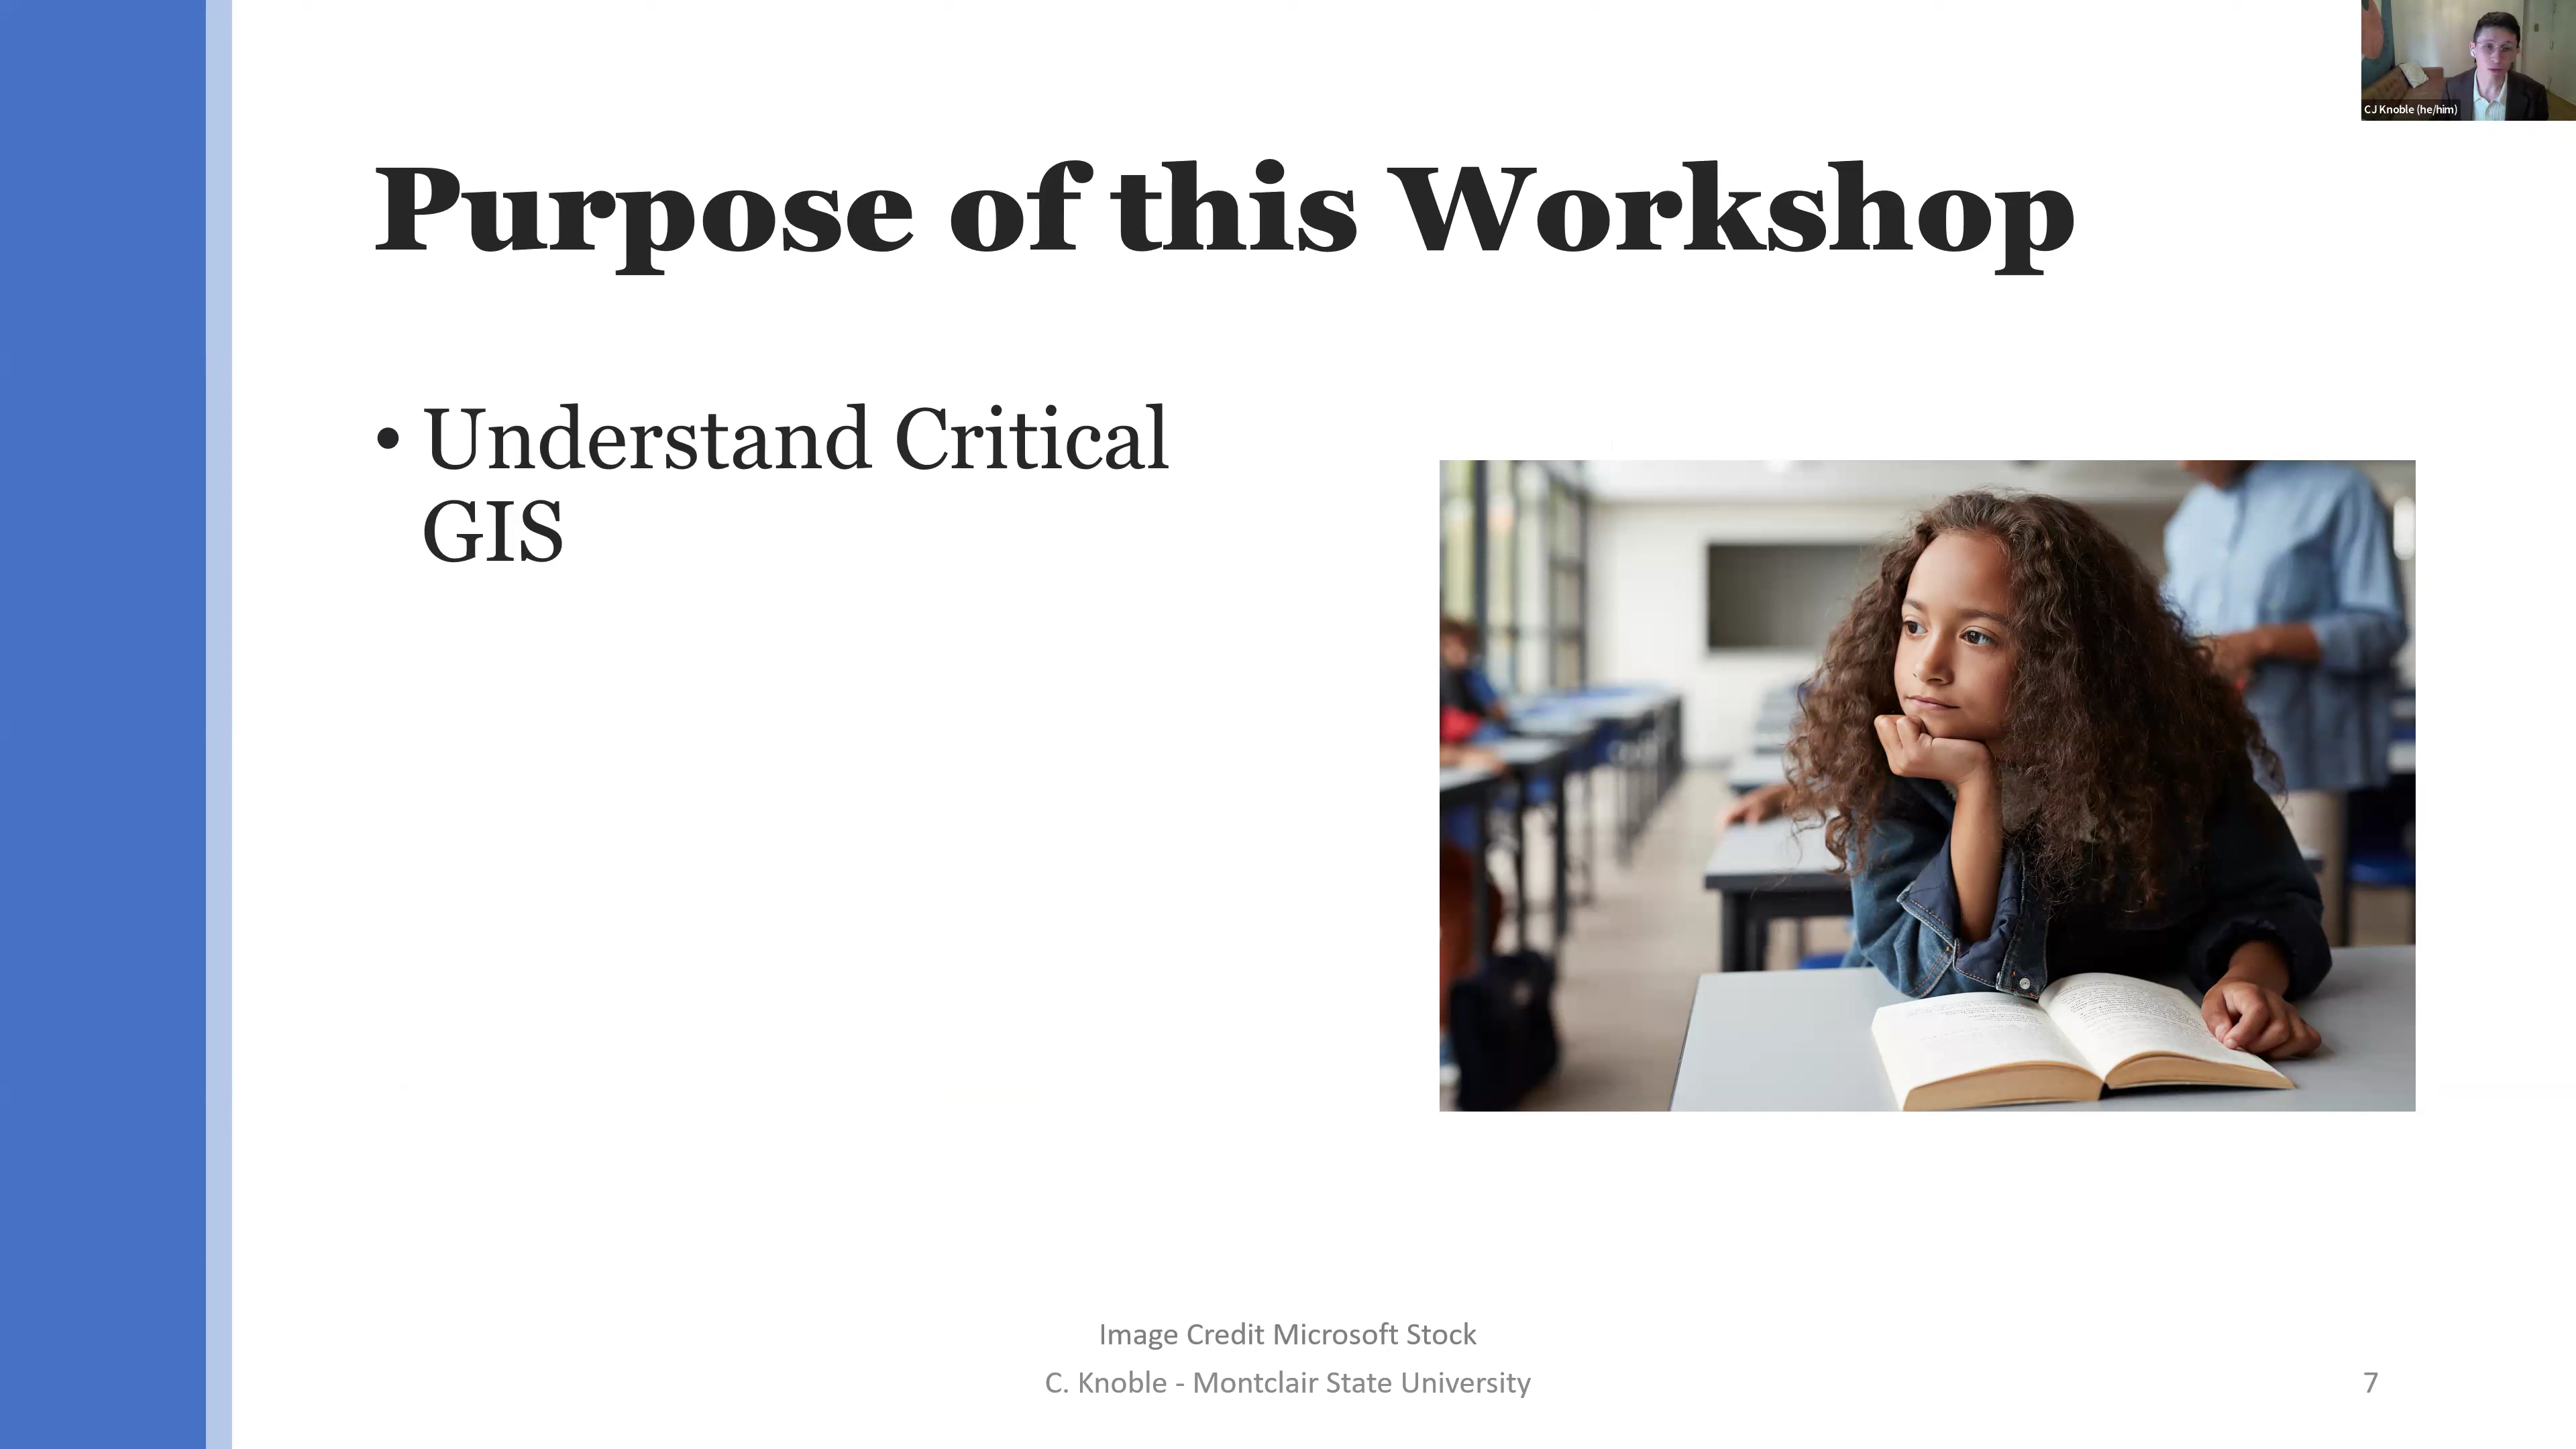 CJ Knoble (he/him)
Purpose of this Workshop
• Understand Critical
GIS
Image Credit Microsoft Stock
C. Knoble - Montclair State University
7